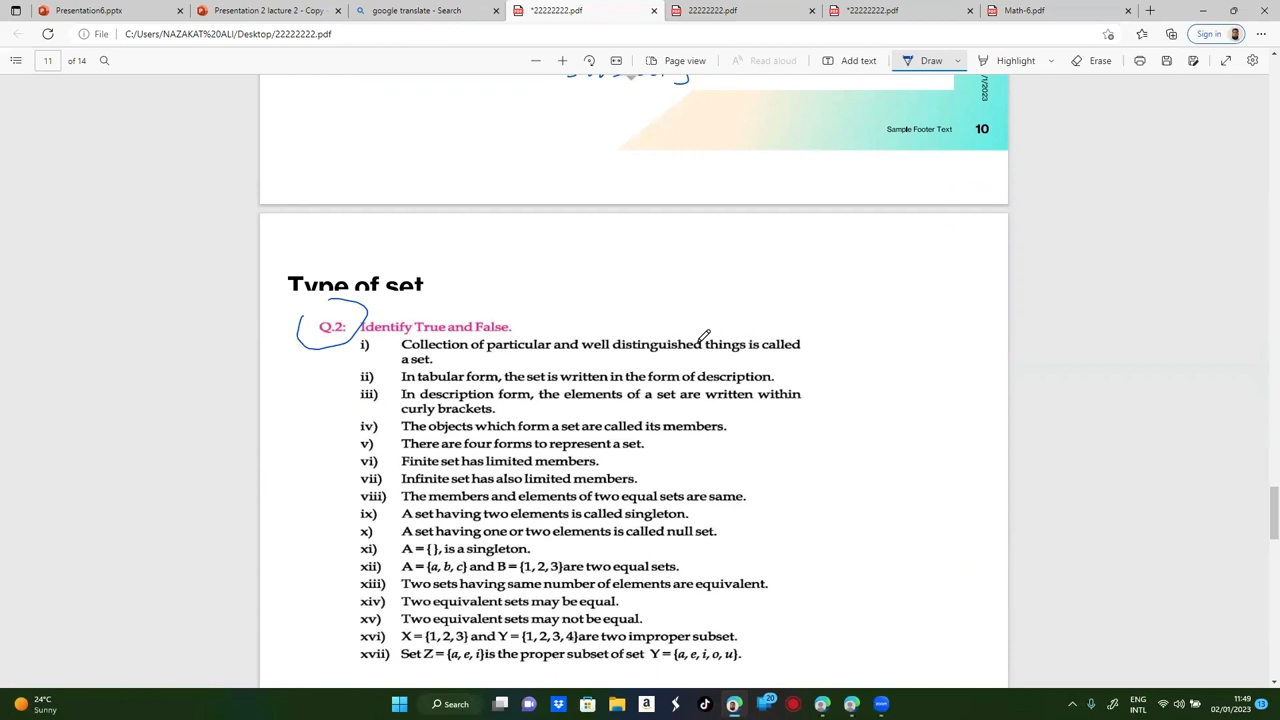 Presentation6.pptx
Presentation 2 lecture 2 - Copy
google translate - Search
*22222222.pdf
22222222.pdf
*22222222.pdf
Math-6.pdf
File
C:/Users/NAZAKAT%20ALI/Desktop/22222222.pdf
Sign in
11 of 14
Page view
Read aloud
Add text
Draw
Highlight
Erase
/1/2023
Sample Footer Text 10
Type of set
Q.2: Identify True and False.
i) Collection of particular and well distinguished things is called
a set.
ii) In tabular form, the set is written in the form of description.
iii) In description form, the elements of a set are written within
curly brackets.
iv) The objects which form a set are called its members.
v) There are four forms to represent a set.
vi) Finite set has limited members.
vii) Infinite set has also limited members.
viii) The members and elements of two equal sets are same.
ix) A set having two elements is called singleton.
x) A set having one or two elements is called null set.
xi) A = { }, is a singleton.
xii) A = {a, b, c} and B = {1, 2, 3}are two equal sets.
xiii) Two sets having same number of elements are equivalent.
xiv) Two equivalent sets may be equal.
xv) Two equivalent sets may not be equal.
xvi) X = {1, 2, 3} and Y = {1, 2, 3, 4}are two improper subset.
xvii) Set Z = {a, e, i}is the proper subset of set Y = {a, e, i, o, u}.
24°C
Sunny
Search
20
ENG
INTL
11:49
02/01/2023
13